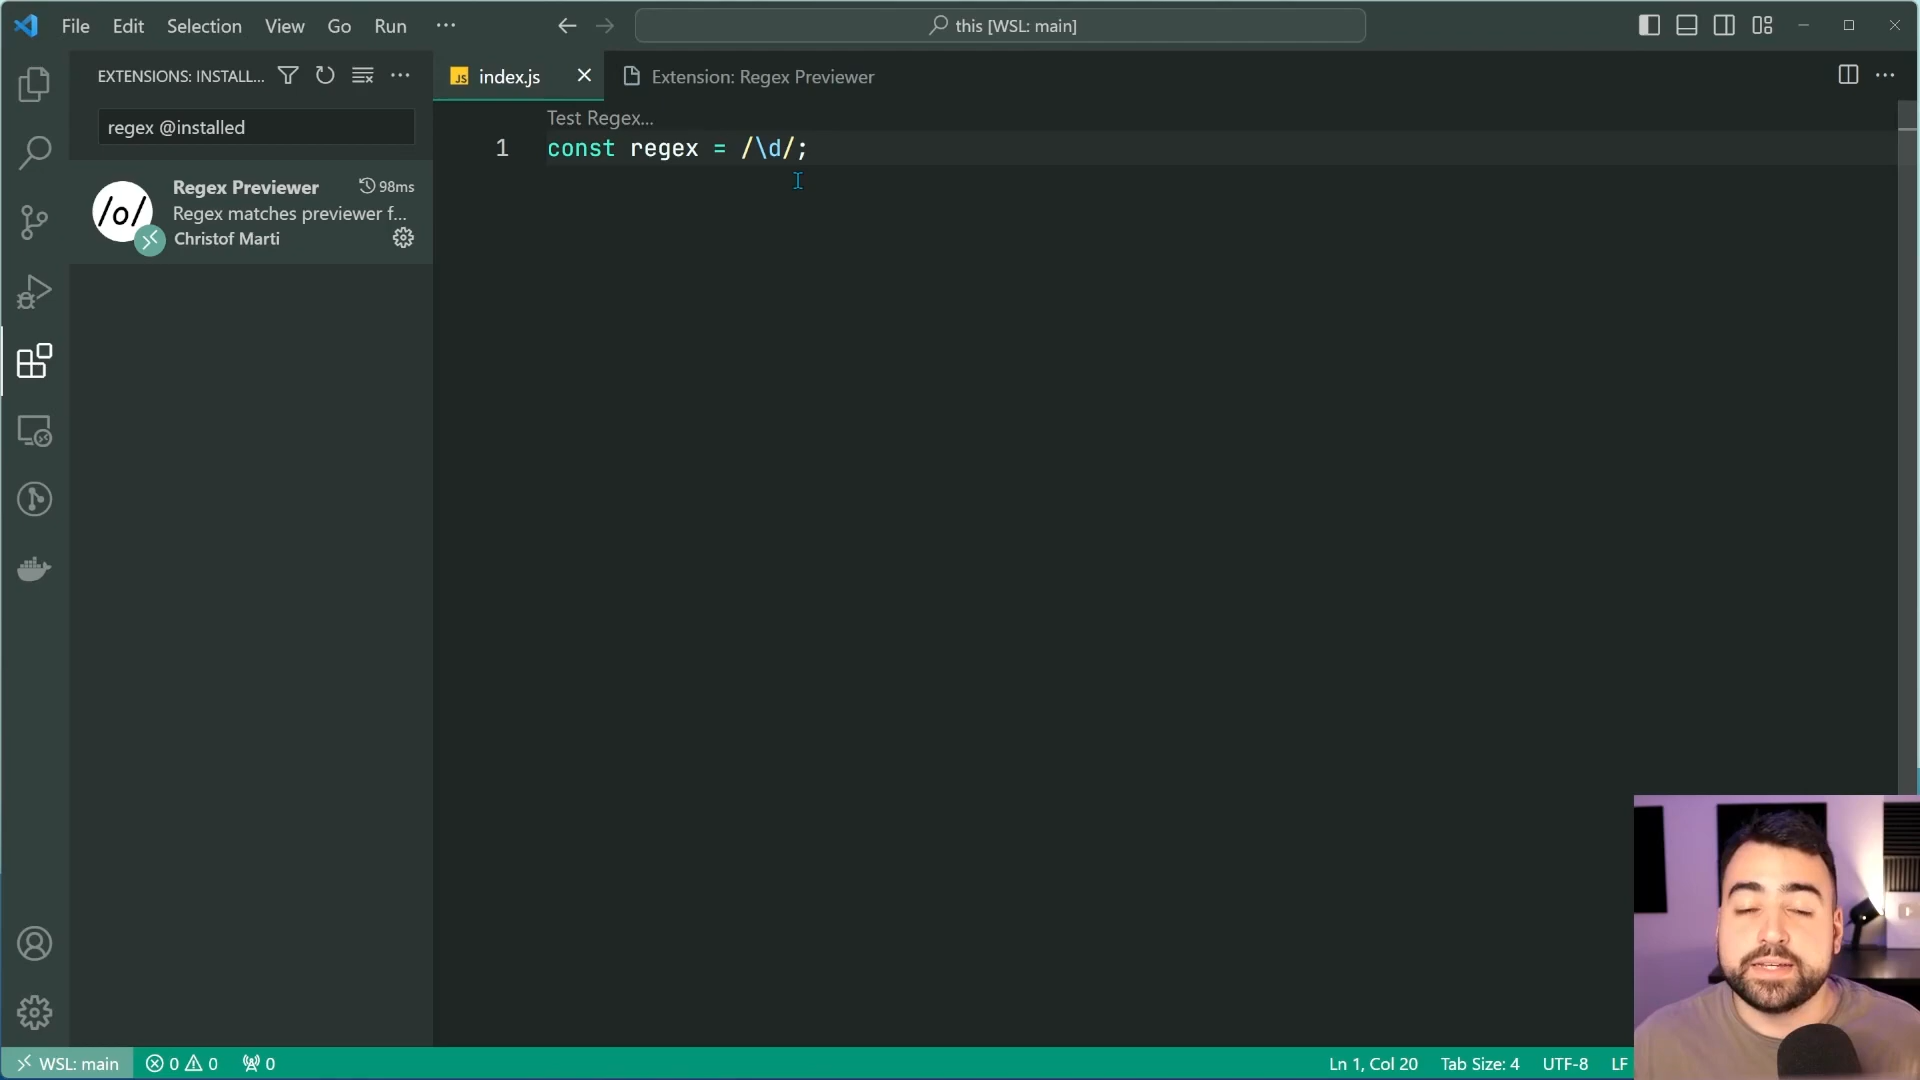 File Edit Selection View Go Run ···
this [WSL: main]
EXTENSIONS: INSTALL...
regex @installed
/o/
Regex Previewer
98ms
Regex matches previewer f...
Christof Marti
JS index.js
Extension: Regex Previewer
Test Regex...
1 const regex = /\d/;
WSL: main
0 0 0
Ln 1, Col 20 Tab Size: 4 UTF-8 LF